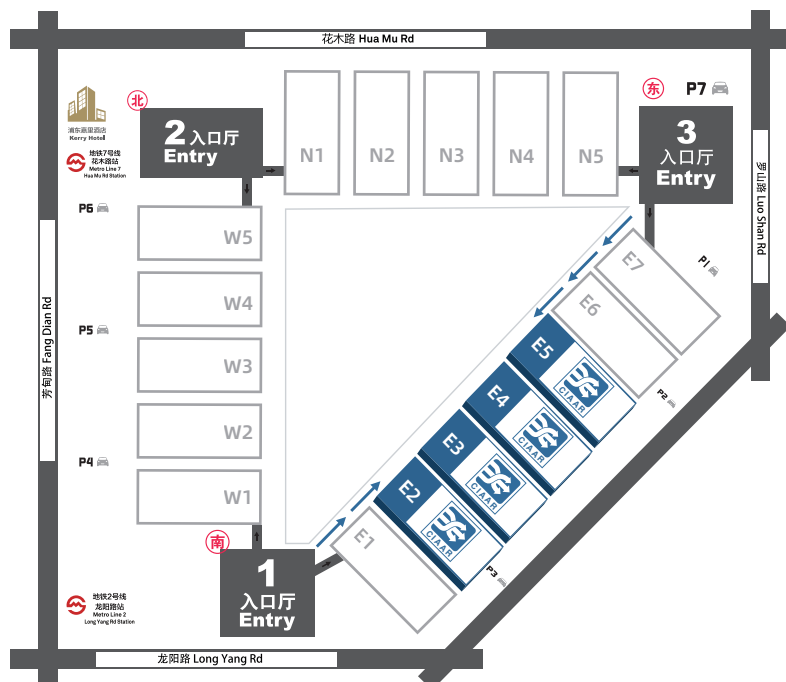 花木路 Hua Mu Rd
浦东嘉里酒店
Kerry Hotel
北
2入口厅
Entry
地铁7号线
花木路站
Metro Line 7
Hua Mu Rd Station
N1
N2
N3
N4
N5
东
P7
3
入口厅
Entry
罗山路 Luo Shan Rd
P6
W5
P5
W4
W3
W2
P4
W1
芳甸路 Fang Dian Rd
E7
P1
E6
E5
CIAAR
P2
E4
CIAAR
E3
CIAAR
E2
CIAAR
E1
P3
南
1
入口厅
Entry
地铁2号线
龙阳路站
Metro Line 2
Long Yang Rd Station
龙阳路 Long Yang Rd